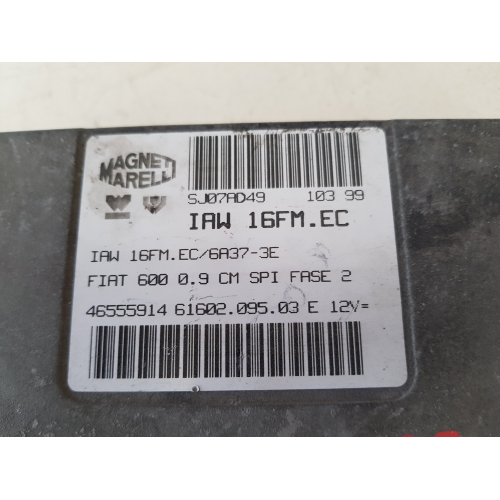 MAGNETI
MARELLI
SJ07AD49 103 99
IAW 16FM.EC
IAW 16FM.EC/6A37-3E
FIAT 600 0.9 CM SPI FASE 2
46555914 61602.095.03 E 12V=